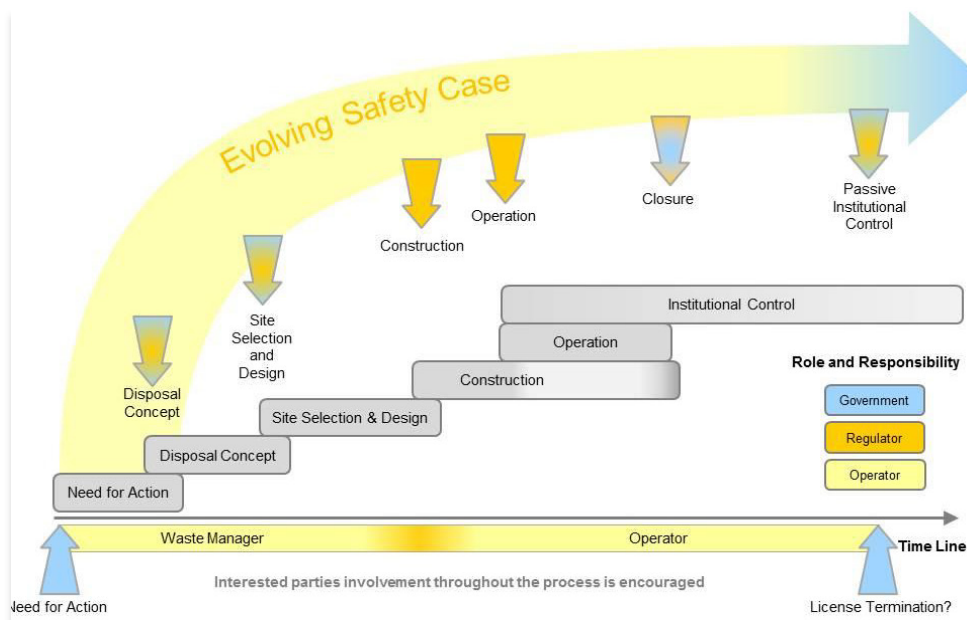 Evolving Safety Case
Passive
Institutional
Control
Closure
Operation
Construction
Site
Selection
and
Design
Disposal
Concept
Institutional Control
Operation
Construction
Site Selection & Design
Disposal Concept
Need for Action
Role and Responsibility
Government
Regulator
Operator
Waste Manager
Operator
Time Line
Interested parties involvement throughout the process is encouraged
Need for Action
License Termination?